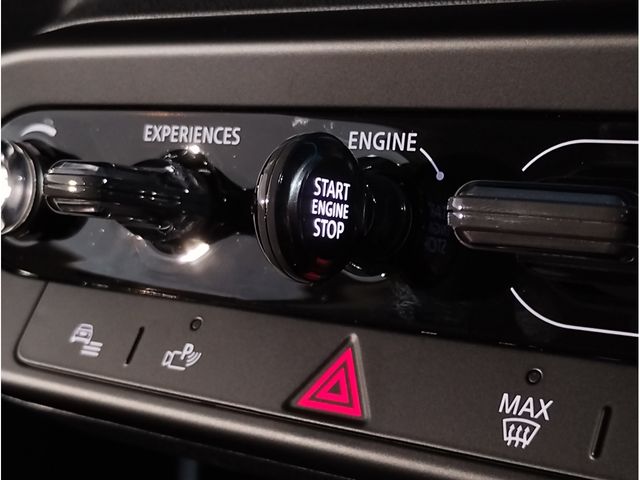 EXPERIENCES
ENGINE
START
ENGINE
STOP
P
MAX